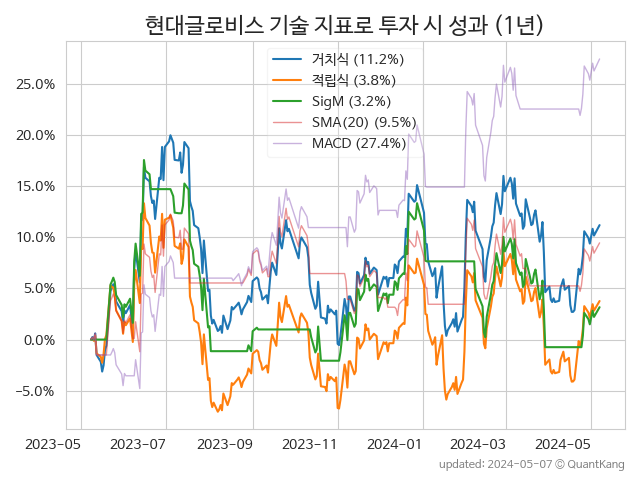 현대글로비스 기술 지표로 투자 시 성과 (1년)
거치식 (11.2%)
적립식 (3.8%)
SigM (3.2%)
SMA(20) (9.5%)
MACD (27.4%)
25.0%
20.0%
15.0%
10.0%
5.0%
0.0%
−5.0%
2023-05 2023-07 2023-09 2023-11 2024-01 2024-03 2024-05
updated: 2024-05-07 ⓒ QuantKang